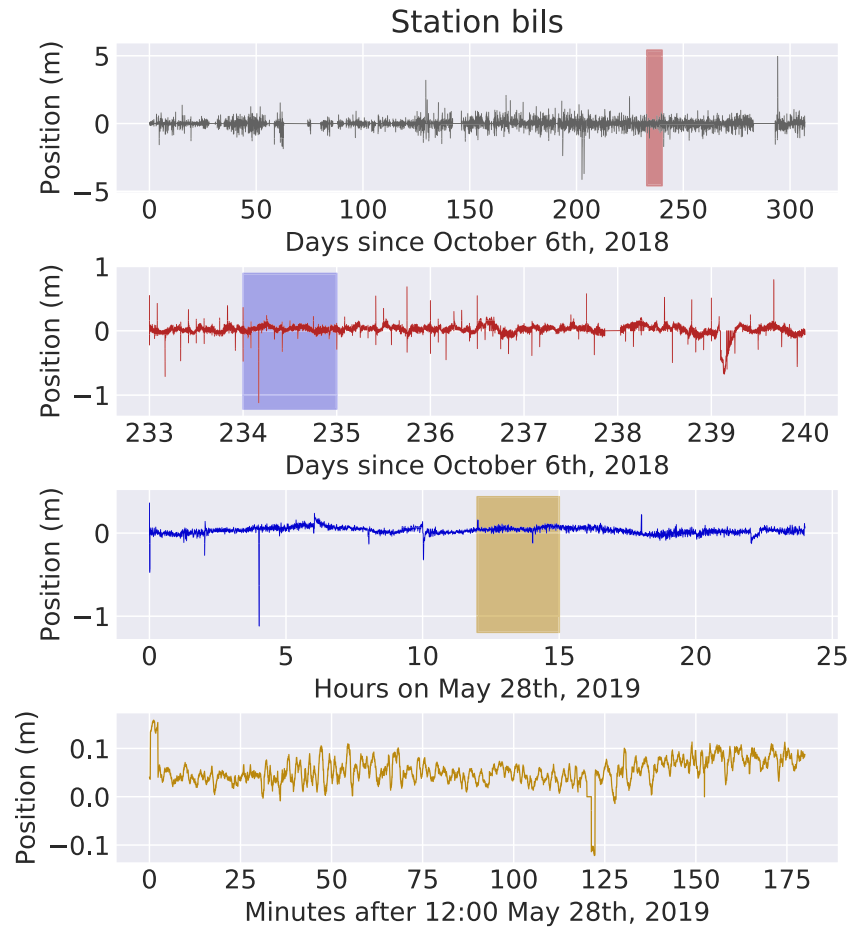 Station bils
Position (m)
5
0
−5
0 50 100 150 200 250 300
Days since October 6th, 2018
Position (m)
1
0
−1
233 234 235 236 237 238 239 240
Days since October 6th, 2018
Position (m)
0
−1
0 5 10 15 20 25
Hours on May 28th, 2019
Position (m)
0.1
0.0
−0.1
0 25 50 75 100 125 150 175
Minutes after 12:00 May 28th, 2019